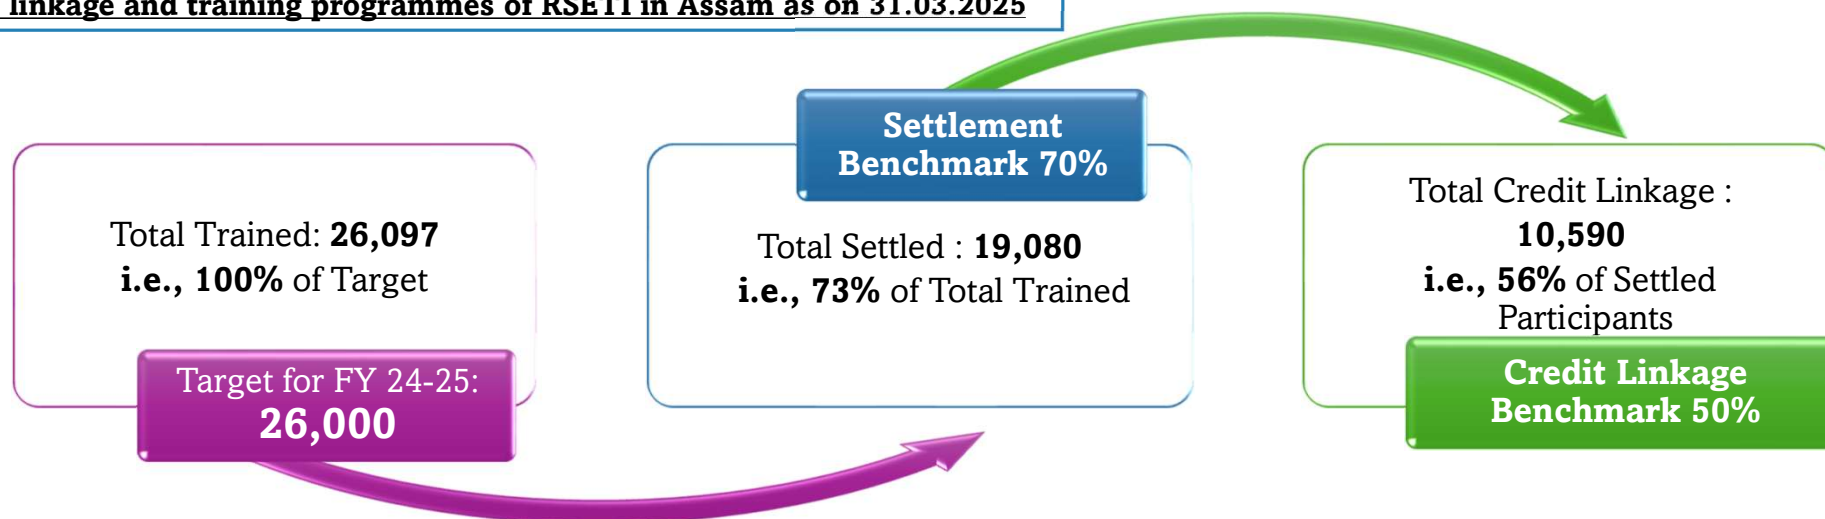 linkage and training programmes of RSETI in Assam as on 31.03.2025
Total Trained: 26,097
i.e., 100% of Target
Target for FY 24-25:
26,000
Settlement
Benchmark 70%
Total Settled : 19,080
i.e., 73% of Total Trained
Total Credit Linkage :
10,590
i.e., 56% of Settled
Participants
Credit Linkage
Benchmark 50%